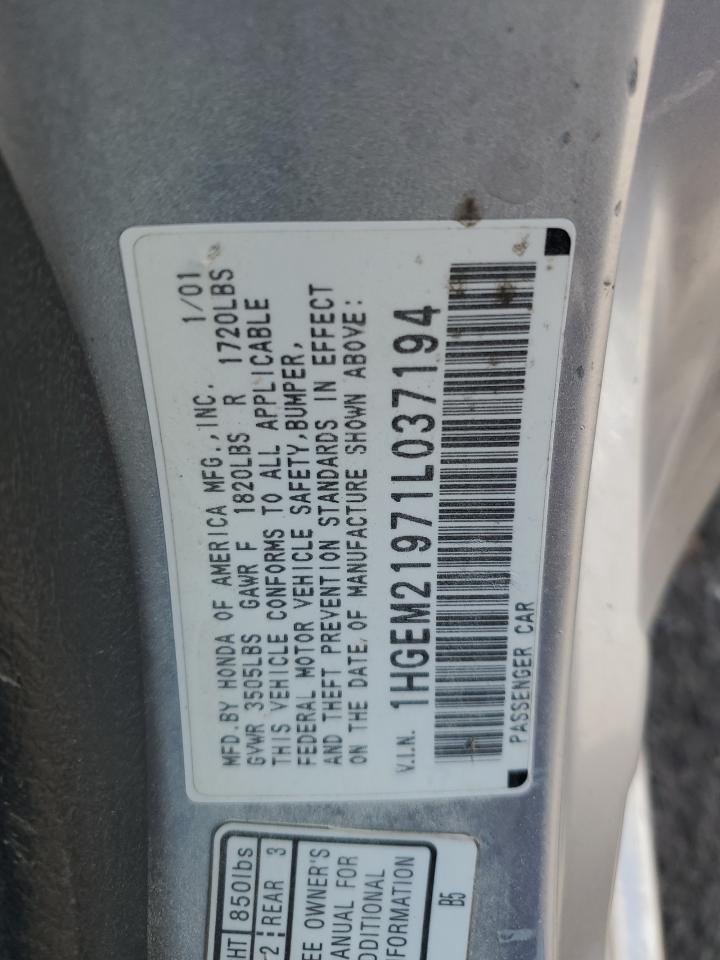 MFD.BY HONDA OF AMERICA MFG.,INC. 1/01
GVWR 3505LBS GAWR F 1820LBS R 1720LBS
THIS VEHICLE CONFORMS TO ALL APPLICABLE
FEDERAL MOTOR VEHICLE SAFETY,BUMPER,
AND THEFT PREVENTION STANDARDS IN EFFECT
ON THE DATE OF MANUFACTURE SHOWN ABOVE:
V.I.N. 1HGEM21971L037194
PASSENGER CAR
HT 850lbs
2 REAR 3
EE OWNER'S
ANUAL FOR
DDITIONAL
FORMATION
B5